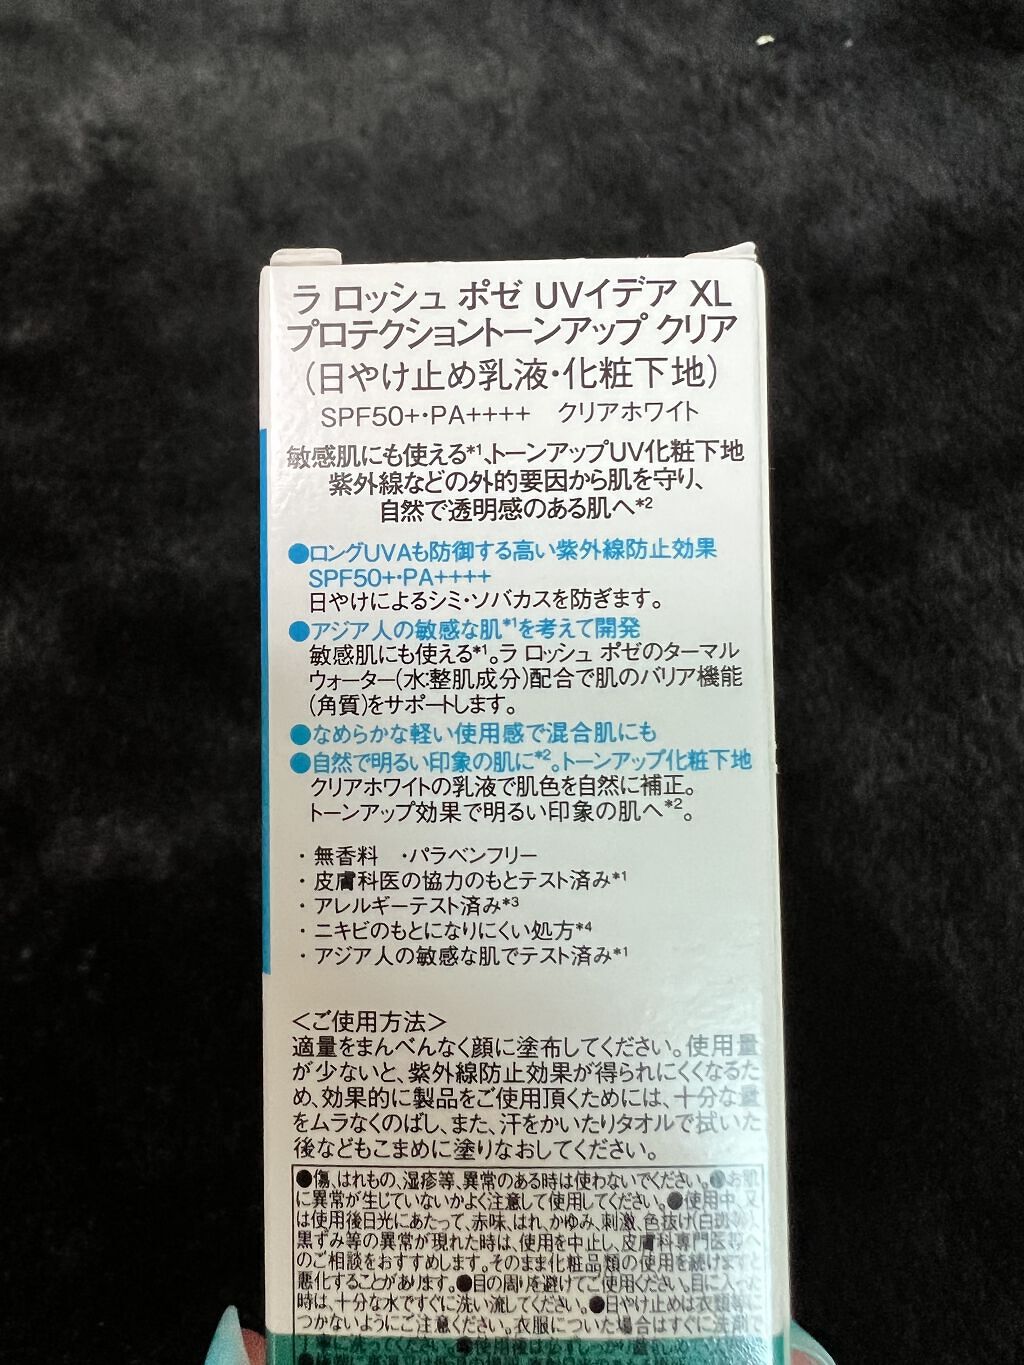 ラ ロッシュ ポゼ UVイデア XL
プロテクショントーンアップ クリア
(日やけ止め乳液・化粧下地)
SPF50+・PA++++　クリアホワイト
敏感肌にも使える*1、トーンアップUV化粧下地
紫外線などの外的要因から肌を守り、
自然で透明感のある肌へ*2
●ロングUVAも防御する高い紫外線防止効果
SPF50+・PA++++
日やけによるシミ・ソバカスを防ぎます。
●アジア人の敏感な肌*1を考えて開発
敏感肌にも使える*1。ラ ロッシュ ポゼのターマル
ウォーター(水:整肌成分)配合で肌のバリア機能
(角質)をサポートします。
●なめらかな軽い使用感で混合肌にも
●自然で明るい印象の肌に*2。トーンアップ化粧下地
クリアホワイトの乳液で肌色を自然に補正。
トーンアップ効果で明るい印象の肌へ*2。
・無香料　・パラベンフリー
・皮膚科医の協力のもとテスト済み*1
・アレルギーテスト済み*3
・ニキビのもとになりにくい処方*4
・アジア人の敏感な肌でテスト済み*1
＜ご使用方法＞
適量をまんべんなく顔に塗布してください。使用量
が少ないと、紫外線防止効果が得られにくくなるた
め、効果的に製品をご使用頂くためには、十分な量
をムラなくのばし、また、汗をかいたりタオルで拭いた
後などもこまめに塗りなおしてください。
●傷、はれもの、湿疹等、異常のある時は使わないでください。●お肌
に異常が生じていないかよく注意して使用してください。●使用中、又
は使用後日光にあたって、赤味、はれ、かゆみ、刺激、色抜け(白斑等)、
黒ずみ等の異常が現れた時は、使用を中止し、皮膚科専門医等へ
のご相談をおすすめします。そのまま化粧品類の使用を続けますと
悪化することがあります。●目の周りを避けてご使用ください。目に入った
時は、十分な水ですぐに洗い流してください。●日やけ止めは衣類等に
つかないようにご注意ください。衣服についた場合はすぐに洗剤で